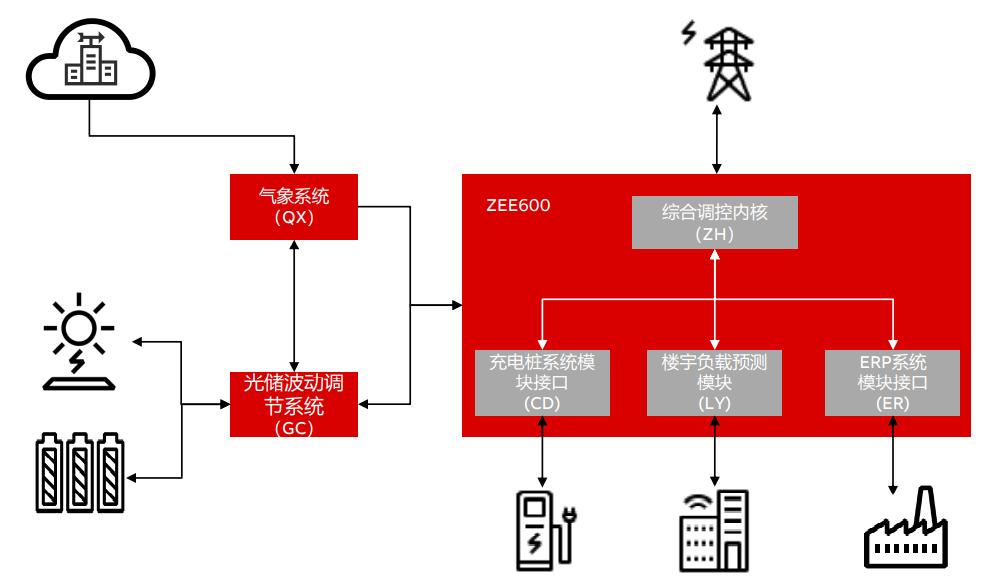 气象系统
（QX）
ZEE600
综合调控内核
（ZH）
充电桩系统模
块接口
（CD）
楼宇负载预测
模块
（LY）
ERP系统
模块接口
（ER）
光储波动调
节系统
（GC）